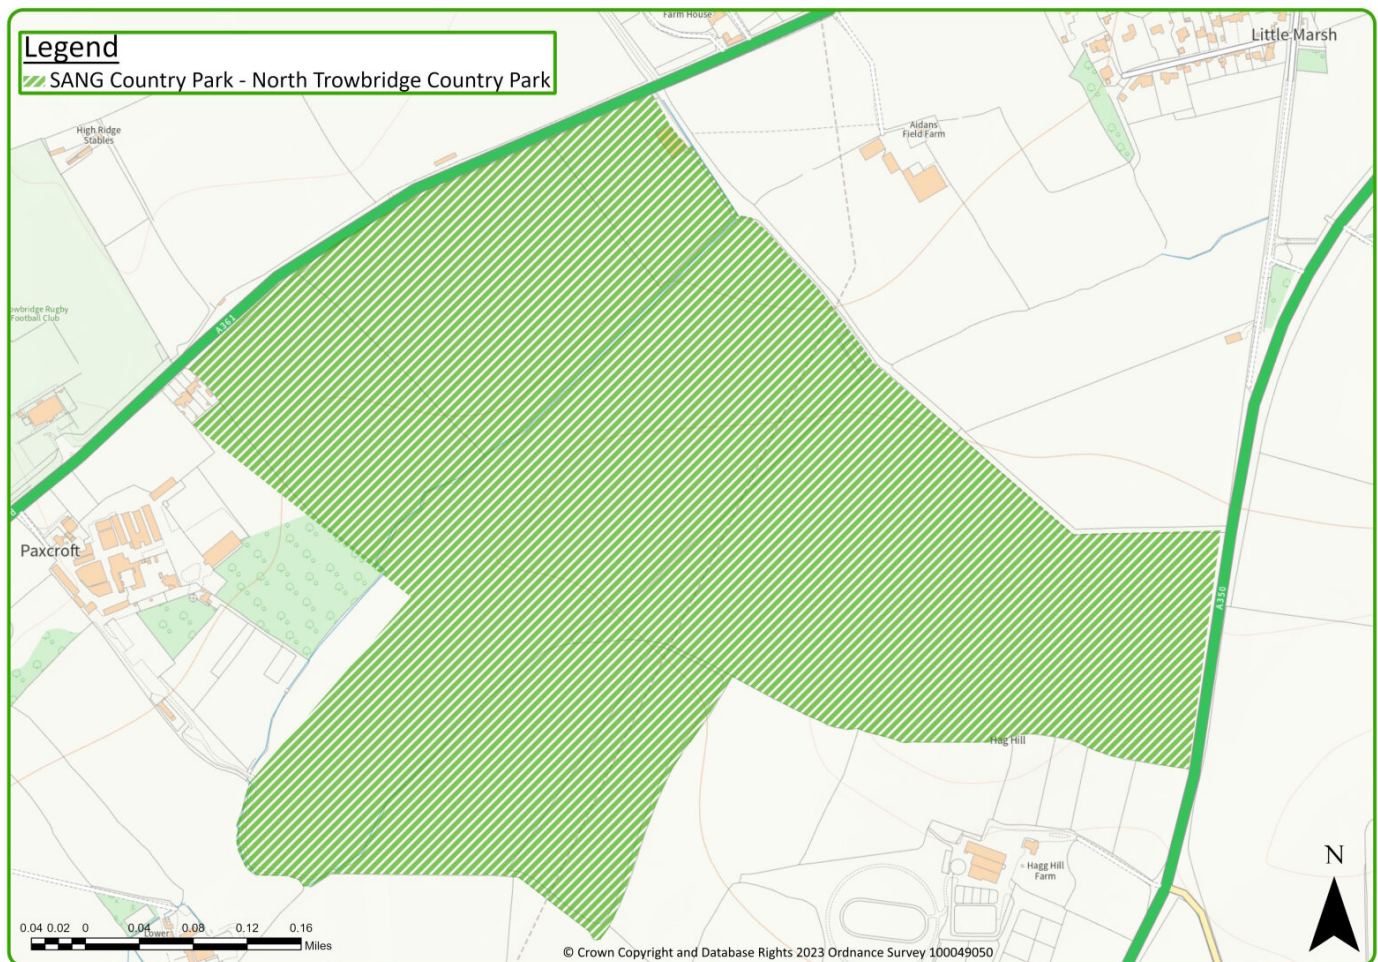 Farm House
Little Marsh
Legend
SANG Country Park - North Trowbridge Country Park
High Ridge
Stables
Aidans
Field Farm
owbridge Rugby
Football Club
A361
Paxcroft
A350
Hag Hill
Hagg Hill
Farm
N
Lower
0.04 0.02 0 0.04 0.08 0.12 0.16
Miles
© Crown Copyright and Database Rights 2023 Ordnance Survey 100049050